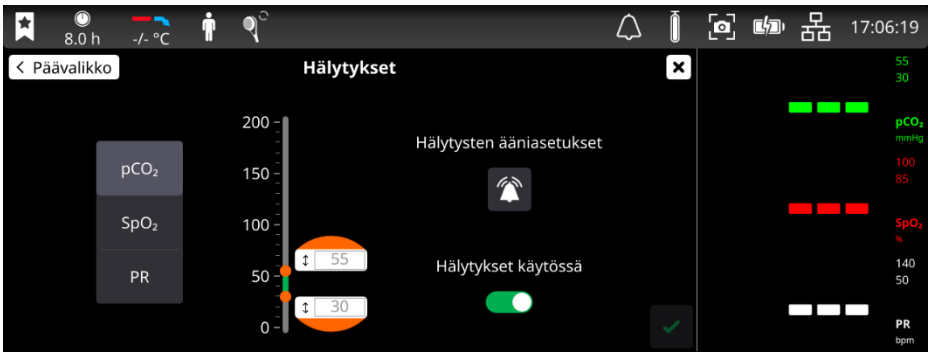 8.0 h
-/- °C
17:06:19
< Päävalikko
Hälytykset
pCO₂
SpO₂
PR
200
150
100
50
0
55
30
Hälytysten ääniasetukset
Hälytykset käytössä
55
30
pCO₂
mmHg
100
85
SpO₂
%
140
50
PR
bpm